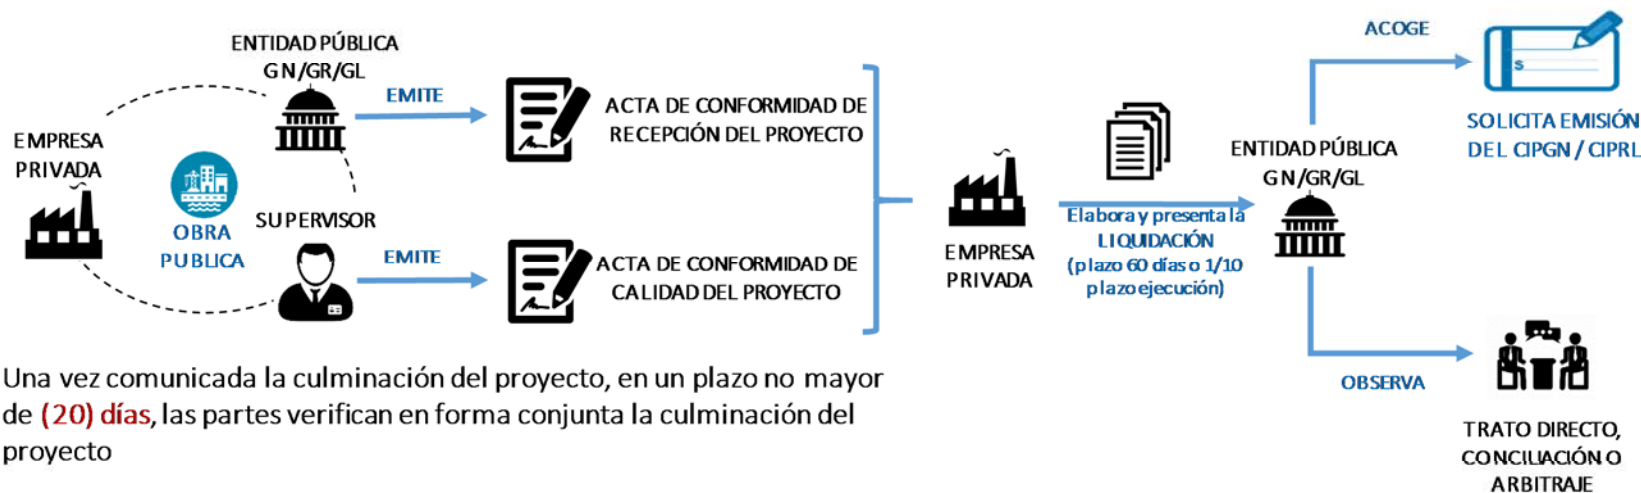 ENTIDAD PÚBLICA
GN/GR/GL
EMPRESA
PRIVADA
OBRA
PUBLICA
SUPERVISOR
EMITE
ACTA DE CONFORMIDAD DE
RECEPCIÓN DEL PROYECTO
EMITE
ACTA DE CONFORMIDAD DE
CALIDAD DEL PROYECTO
EMPRESA
PRIVADA
Elabora y presenta la
LIQUIDACIÓN
(plazo 60 días o 1/10
plazo ejecución)
ENTIDAD PÚBLICA
GN/GR/GL
ACOGE
$
SOLICITA EMISIÓN
DEL CIPGN / CIPRL
OBSERVA
TRATO DIRECTO,
CONCILIACIÓN O
ARBITRAJE
Una vez comunicada la culminación del proyecto, en un plazo no mayor
de (20) días, las partes verifican en forma conjunta la culminación del
proyecto